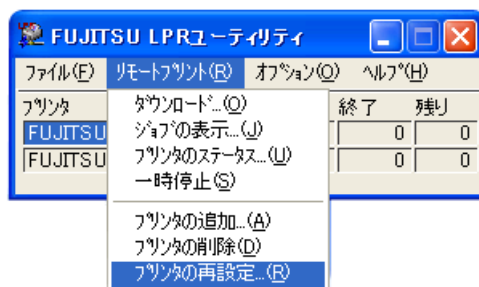 FUJITSU LPRユーティリティ
ファイル(F) リモートプリント(R) オプション(O) ヘルプ(H)
プリンタ 終了 残り
FUJITSU 0 0
FUJITSU 0 0
ダウンロード...(O)
ジョブの表示...(J)
プリンタのステータス...(U)
一時停止(S)
プリンタの追加...(A)
プリンタの削除(D)
プリンタの再設定...(R)